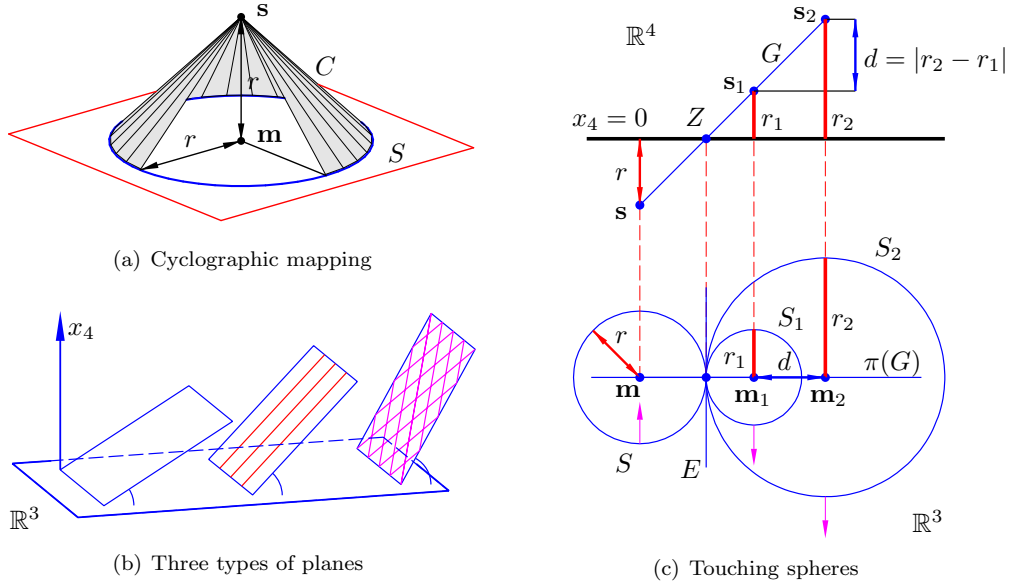 s
C
r
m
r
S
(a) Cyclographic mapping
x₄
ℝ³
(b) Three types of planes
s₂
ℝ⁴
G
d = |r₂ − r₁|
s₁
x₄ = 0
Z
r₁
r₂
r
s
S₂
S₁
r
r₁
d
r₂
π(G)
m
m₁
m₂
S
E
ℝ³
(c) Touching spheres